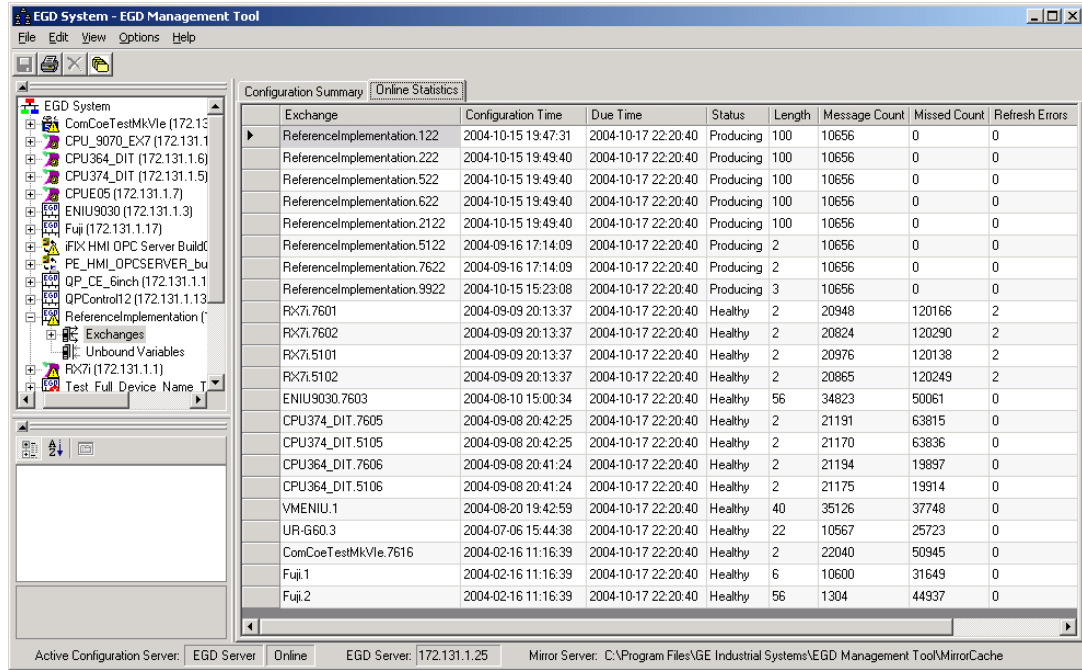 EGD System - EGD Management Tool
File Edit View Options Help
EGD System
ComCoeTestMkVIe (172.13
CPU_9070_EX7 (172.131.1
CPU364_DIT (172.131.1.6)
CPU374_DIT (172.131.1.5)
CPUE05 (172.131.1.7)
ENIU9030 (172.131.1.3)
Fuji (172.131.1.17)
iFIX HMI OPC Server Build
PE_HMI_OPCSERVER_bu
QP_CE_6inch (172.131.1.1
QPControl12 (172.131.1.13
ReferenceImplementation (
Exchanges
Unbound Variables
RX7i (172.131.1.1)
Test Full Device Name T
Configuration Summary Online Statistics
Exchange Configuration Time Due Time Status Length Message Count Missed Count Refresh Errors
ReferenceImplementation.122 2004-10-15 19:47:31 2004-10-17 22:20:40 Producing 100 10656 0 0
ReferenceImplementation.222 2004-10-15 19:49:40 2004-10-17 22:20:40 Producing 100 10656 0 0
ReferenceImplementation.522 2004-10-15 19:49:40 2004-10-17 22:20:40 Producing 100 10656 0 0
ReferenceImplementation.622 2004-10-15 19:49:40 2004-10-17 22:20:40 Producing 100 10656 0 0
ReferenceImplementation.2122 2004-10-15 19:49:40 2004-10-17 22:20:40 Producing 100 10656 0 0
ReferenceImplementation.5122 2004-09-16 17:14:09 2004-10-17 22:20:40 Producing 2 10656 0 0
ReferenceImplementation.7622 2004-09-16 17:14:09 2004-10-17 22:20:40 Producing 2 10656 0 0
ReferenceImplementation.9922 2004-10-15 15:23:08 2004-10-17 22:20:40 Producing 3 10656 0 0
RX7i.7601 2004-09-09 20:13:37 2004-10-17 22:20:40 Healthy 2 20948 120166 2
RX7i.7602 2004-09-09 20:13:37 2004-10-17 22:20:40 Healthy 2 20824 120290 2
RX7i.5101 2004-09-09 20:13:37 2004-10-17 22:20:40 Healthy 2 20976 120138 2
RX7i.5102 2004-09-09 20:13:37 2004-10-17 22:20:40 Healthy 2 20865 120249 2
ENIU9030.7603 2004-08-10 15:00:34 2004-10-17 22:20:40 Healthy 56 34823 50061 0
CPU374_DIT.7605 2004-09-08 20:42:25 2004-10-17 22:20:40 Healthy 2 21191 63815 0
CPU374_DIT.5105 2004-09-08 20:42:25 2004-10-17 22:20:40 Healthy 2 21170 63836 0
CPU364_DIT.7606 2004-09-08 20:41:24 2004-10-17 22:20:40 Healthy 2 21194 19897 0
CPU364_DIT.5106 2004-09-08 20:41:24 2004-10-17 22:20:40 Healthy 2 21175 19914 0
VMENIU.1 2004-08-20 19:42:59 2004-10-17 22:20:40 Healthy 40 35126 37748 0
UR-G60.3 2004-07-06 15:44:38 2004-10-17 22:20:40 Healthy 22 10567 25723 0
ComCoeTestMkVIe.7616 2004-02-16 11:16:39 2004-10-17 22:20:40 Healthy 2 22040 50945 0
Fuji.1 2004-02-16 11:16:39 2004-10-17 22:20:40 Healthy 6 10600 31649 0
Fuji.2 2004-02-16 11:16:39 2004-10-17 22:20:40 Healthy 56 1304 44937 0
Active Configuration Server: EGD Server Online EGD Server: 172.131.1.25 Mirror Server: C:\Program Files\GE Industrial Systems\EGD Management Tool\MirrorCache